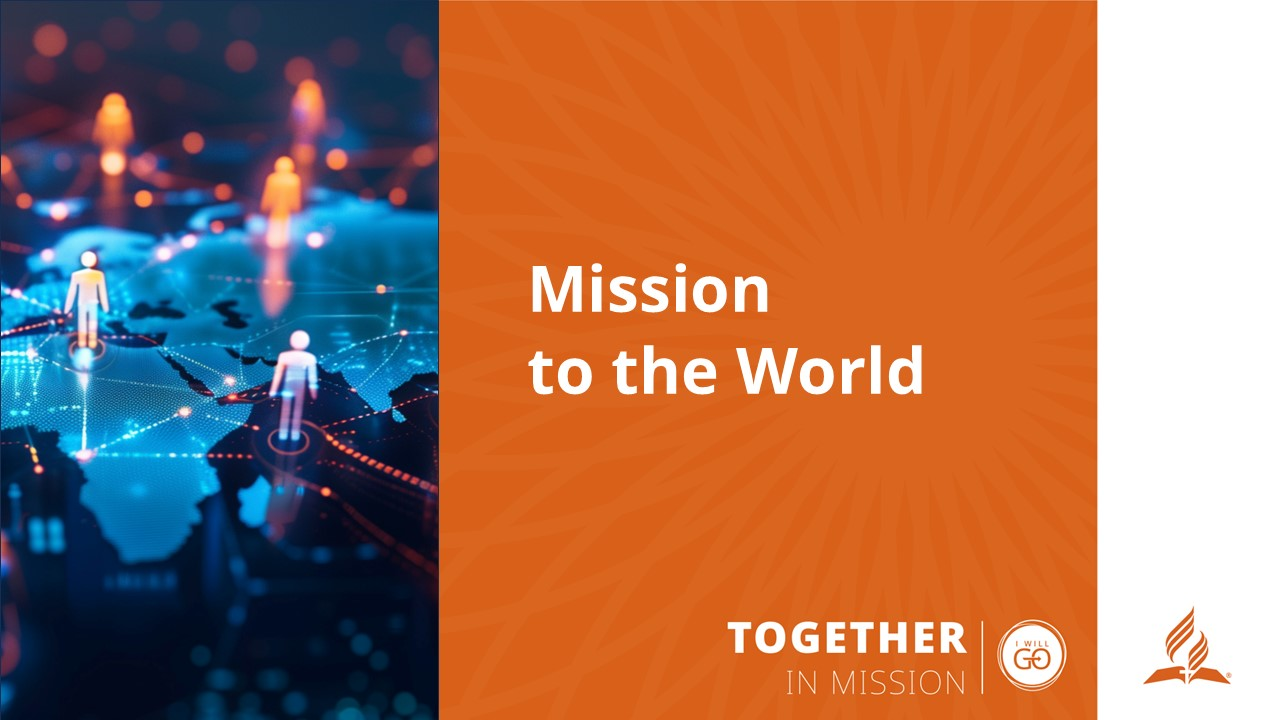 Mission
to the World
TOGETHER
IN MISSION
I WILL
GO
®